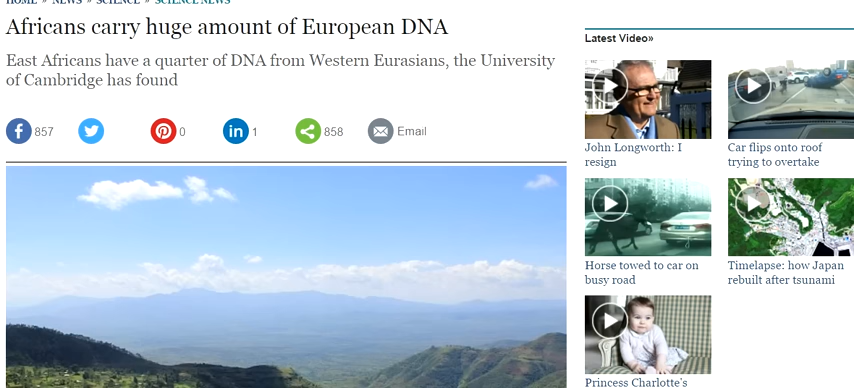 HOME » NEWS » SCIENCE » SCIENCE NEWS
Africans carry huge amount of European DNA
East Africans have a quarter of DNA from Western Eurasians, the University
of Cambridge has found
857
0
1
858
Email
Latest Video»
John Longworth: I
resign
Car flips onto roof
trying to overtake
Horse towed to car on
busy road
Timelapse: how Japan
rebuilt after tsunami
Princess Charlotte's